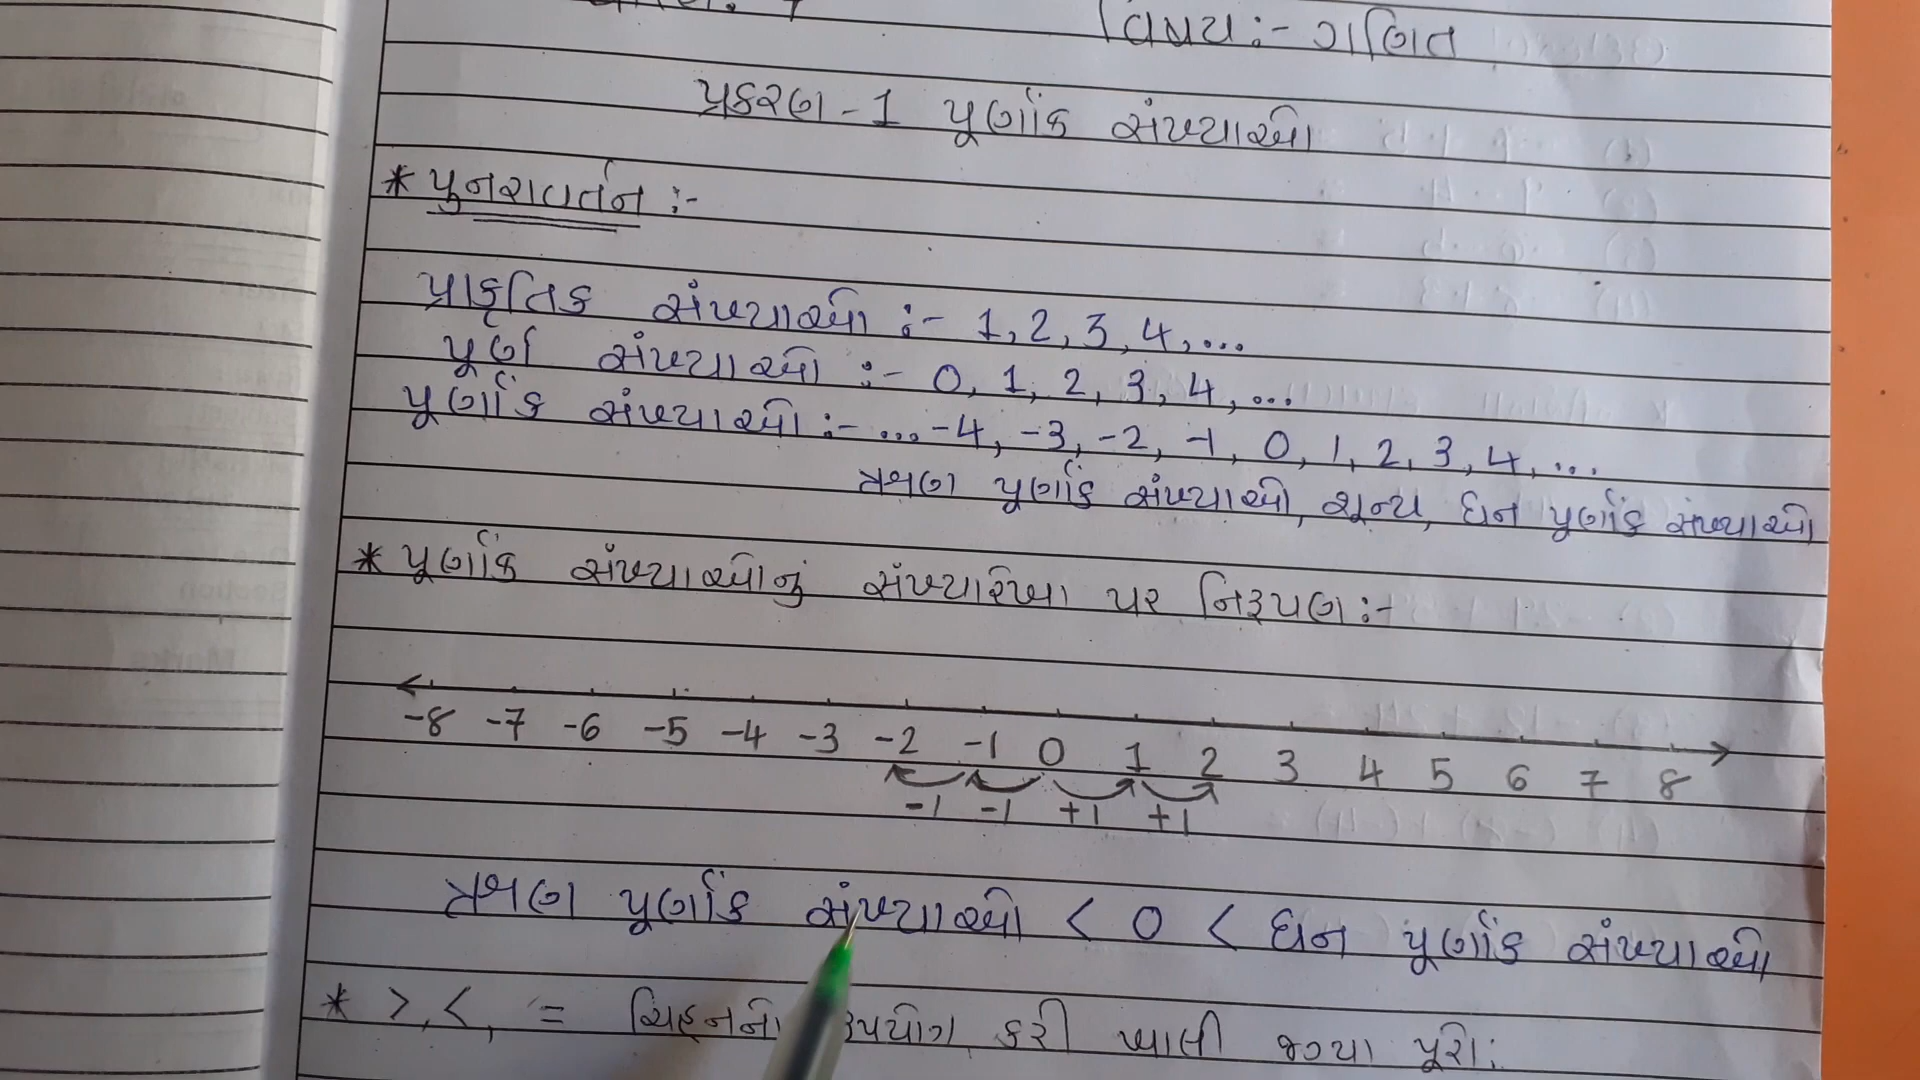 વિષય:- ગણિત
પ્રકરણ-1 પૂર્ણાંક સંખ્યાઓ
* પુનરાવર્તન :-
પ્રાકૃતિક સંખ્યાઓ :- 1, 2, 3, 4, ...
પૂર્ણ સંખ્યાઓ :- 0, 1, 2, 3, 4, ...
પૂર્ણાંક સંખ્યાઓ :- ... -4, -3, -2, -1, 0, 1, 2, 3, 4, ...
ઋણ પૂર્ણાંક સંખ્યાઓ, શૂન્ય, ધન પૂર્ણાંક સંખ્યાઓ
* પૂર્ણાંક સંખ્યાઓનું સંખ્યારેખા પર નિરૂપણ :-
-8 -7 -6 -5 -4 -3 -2 -1 0 1 2 3 4 5 6 7 8
-1 -1 +1 +1
ઋણ પૂર્ણાંક સંખ્યાઓ < 0 < ધન પૂર્ણાંક સંખ્યાઓ
* >, <, = ચિહ્નનો ઉપયોગ કરી ખાલી જગ્યા પૂરો: